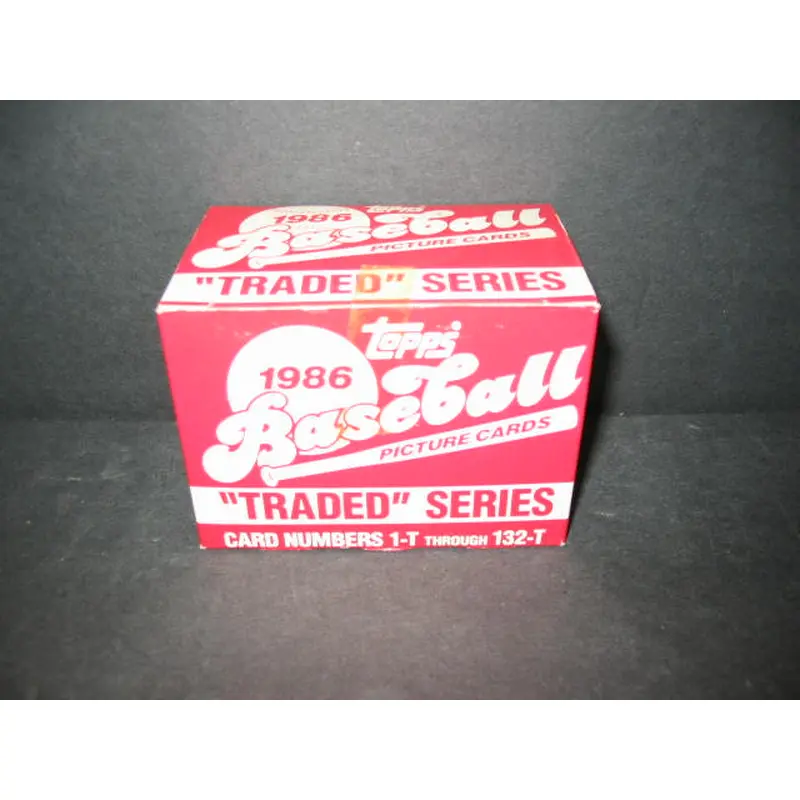 topps
1986
Baseball
PICTURE CARDS
"TRADED" SERIES
topps
1986
Baseball
PICTURE CARDS
"TRADED" SERIES
CARD NUMBERS 1-T THROUGH 132-T